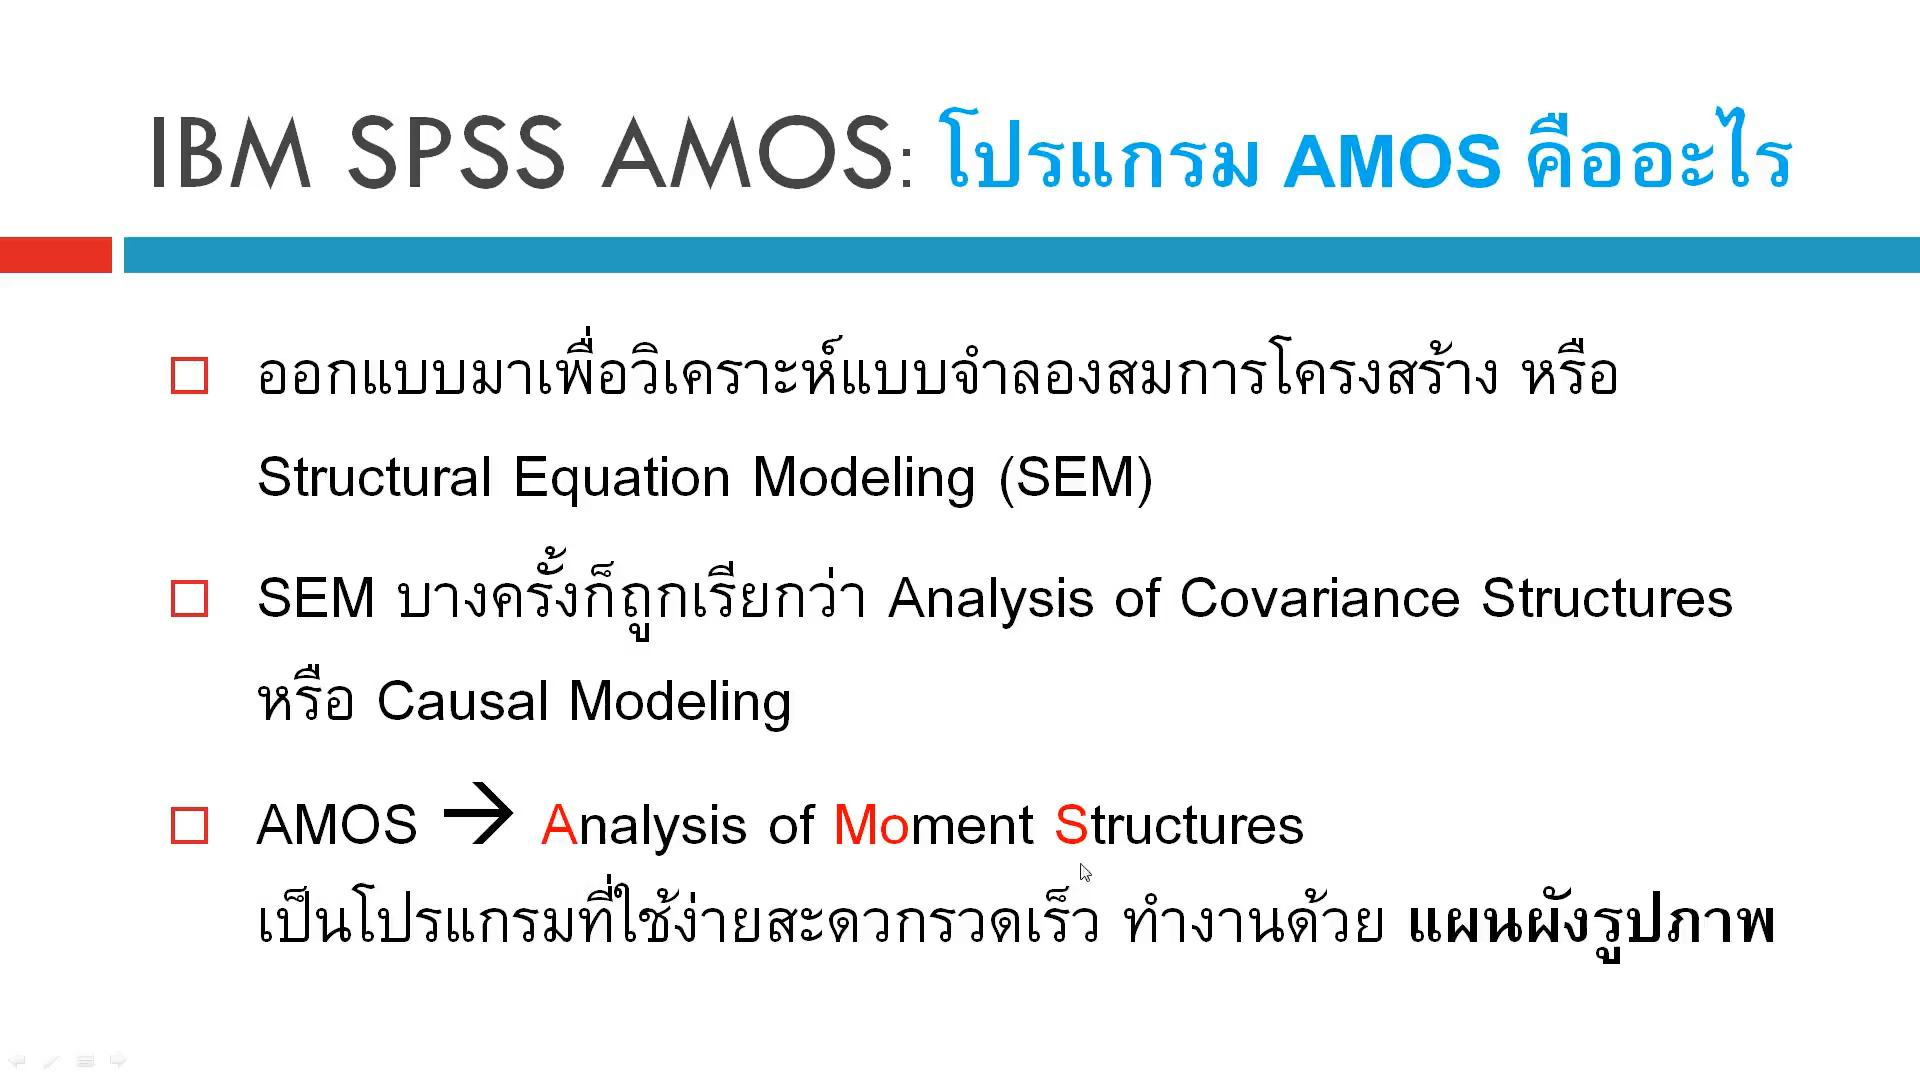 IBM SPSS AMOS: โปรแกรม AMOS คืออะไร
ออกแบบมาเพื่อวิเคราะห์แบบจำลองสมการโครงสร้าง หรือ
Structural Equation Modeling (SEM)
SEM บางครั้งก็ถูกเรียกว่า Analysis of Covariance Structures
หรือ Causal Modeling
AMOS → Analysis of Moment Structures
เป็นโปรแกรมที่ใช้ง่ายสะดวกรวดเร็ว ทำงานด้วย แผนผังรูปภาพ